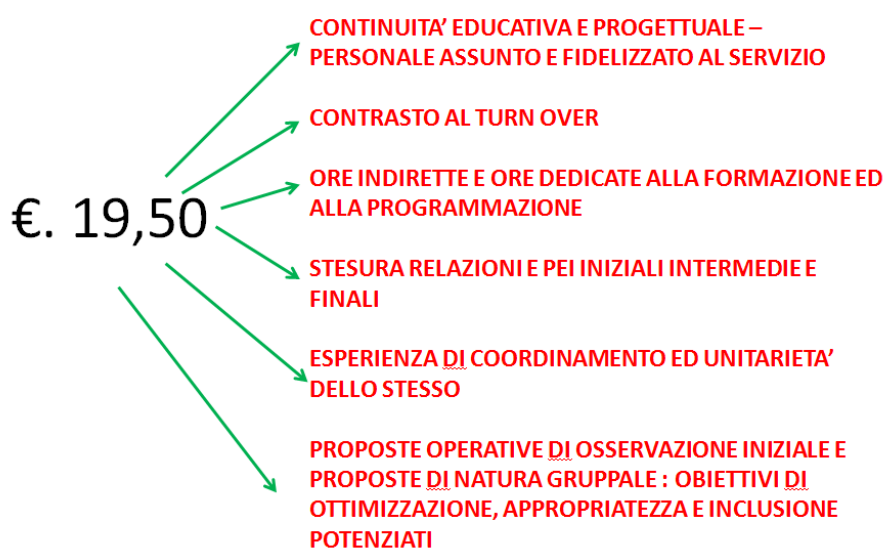 CONTINUITA’ EDUCATIVA E PROGETTUALE –
PERSONALE ASSUNTO E FIDELIZZATO AL SERVIZIO
CONTRASTO AL TURN OVER
ORE INDIRETTE E ORE DEDICATE ALLA FORMAZIONE ED
ALLA PROGRAMMAZIONE
€. 19,50
STESURA RELAZIONI E PEI INIZIALI INTERMEDIE E
FINALI
ESPERIENZA DI COORDINAMENTO ED UNITARIETA’
DELLO STESSO
PROPOSTE OPERATIVE DI OSSERVAZIONE INIZIALE E
PROPOSTE DI NATURA GRUPPALE : OBIETTIVI DI
OTTIMIZZAZIONE, APPROPRIATEZZA E INCLUSIONE
POTENZIATI